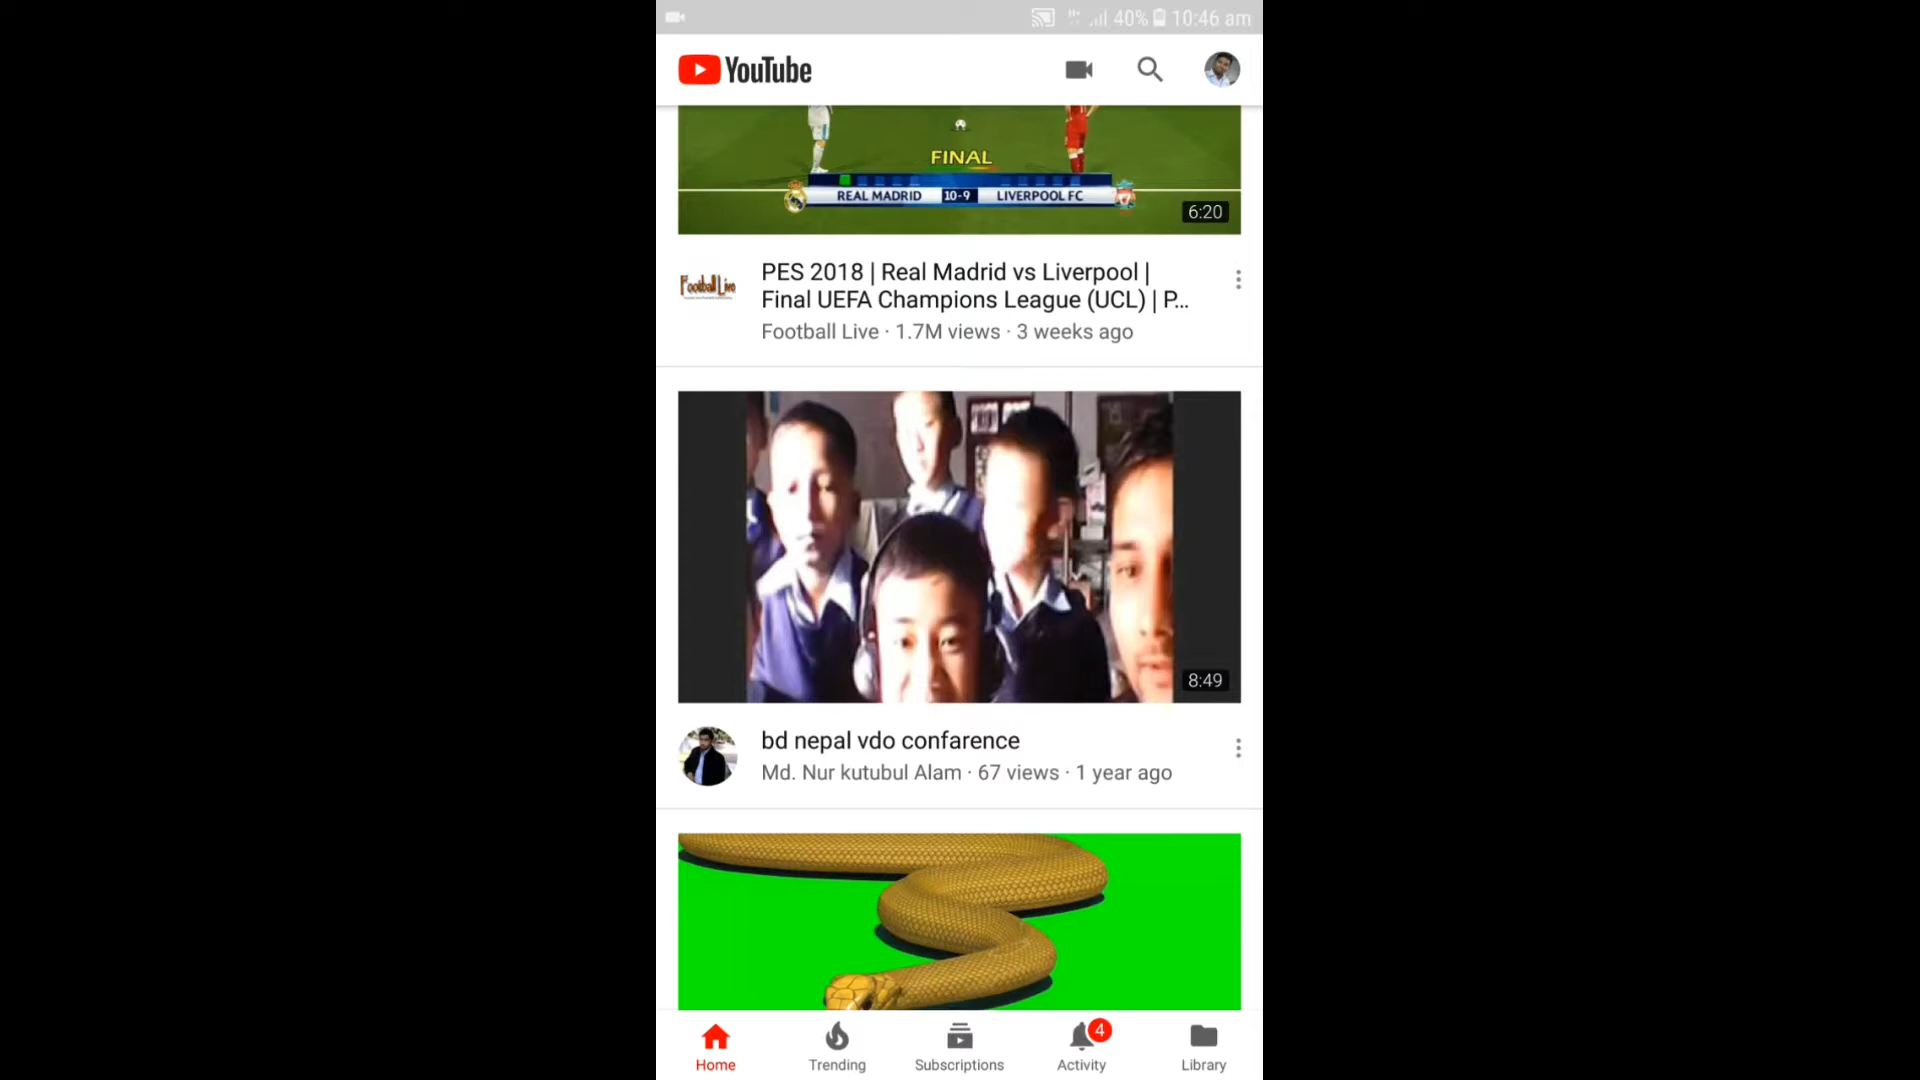 40% 10:46 am
YouTube
FINAL
REAL MADRID 10-9 LIVERPOOL FC
6:20
Football Live
PES 2018 | Real Madrid vs Liverpool |
Final UEFA Champions League (UCL) | P...
Football Live · 1.7M views · 3 weeks ago
8:49
bd nepal vdo confarence
Md. Nur kutubul Alam · 67 views · 1 year ago
4
Home Trending Subscriptions Activity Library